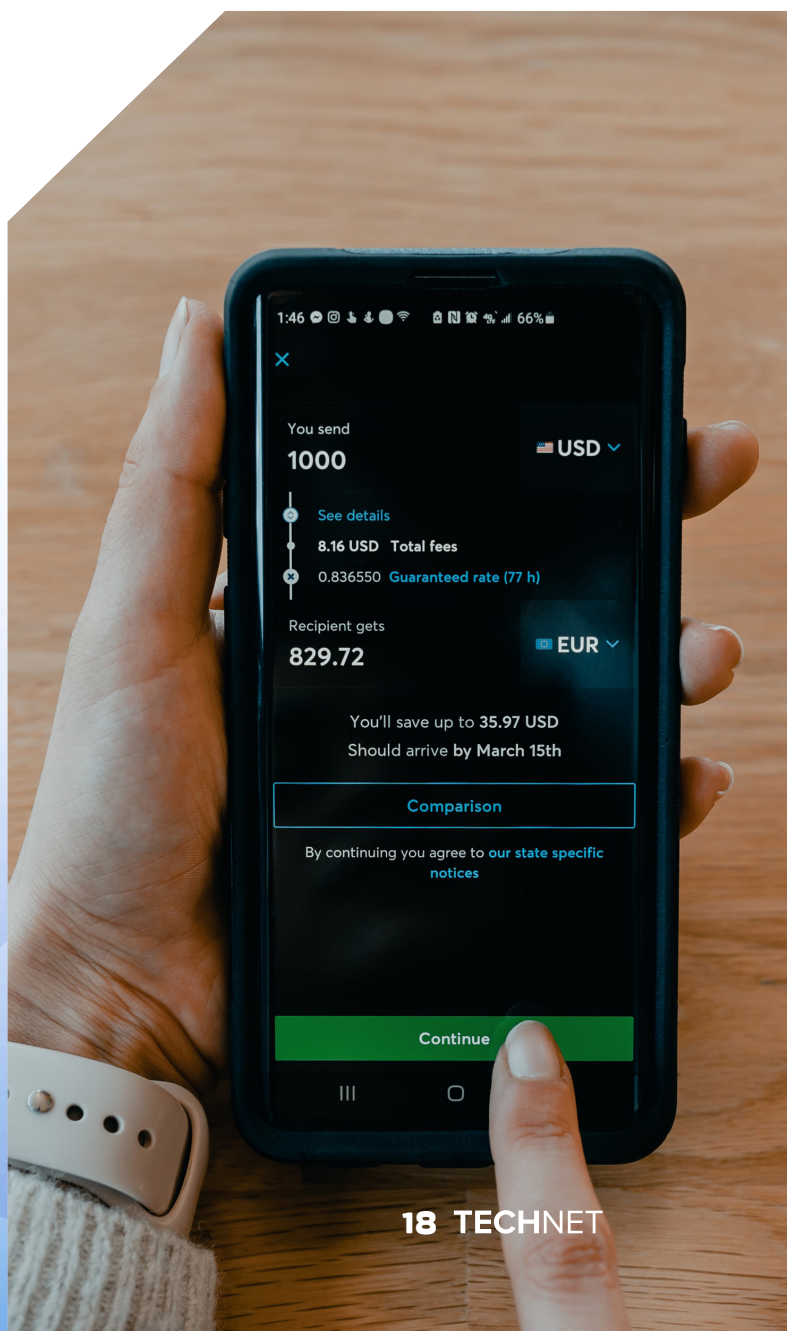 1:46 66%
You send
1000
USD
See details
8.16 USD Total fees
0.836550 Guaranteed rate (77 h)
Recipient gets
829.72
EUR
You'll save up to 35.97 USD
Should arrive by March 15th
Comparison
By continuing you agree to our state specific
notices
Continue
18 TECHNET